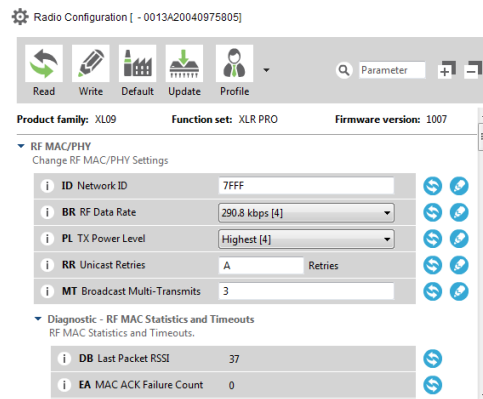 Radio Configuration [ - 0013A20040975805]
Read Write Default Update Profile Parameter
Product family: XL09 Function set: XLR PRO Firmware version: 1007
RF MAC/PHY
Change RF MAC/PHY Settings
i ID Network ID 7FFF
i BR RF Data Rate 290.8 kbps [4]
i PL TX Power Level Highest [4]
i RR Unicast Retries A Retries
i MT Broadcast Multi-Transmits 3
Diagnostic - RF MAC Statistics and Timeouts
RF MAC Statistics and Timeouts.
i DB Last Packet RSSI 37
i EA MAC ACK Failure Count 0